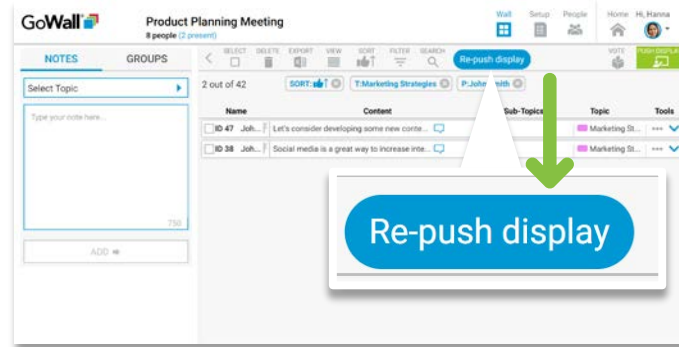 GoWall
Product Planning Meeting
8 people (2 present)
Wall Setup People Home Hi, Hanna
NOTES GROUPS
SELECT DELETE EXPORT VIEW SORT FILTER SEARCH
Re-push display
VOTE PUSH DISPLAY
Select Topic
2 out of 42
SORT: T:Marketing Strategies P:John Smith
Type your note here...
Name Content Sub-Topics Topic Tools
ID 47 Joh... Let's consider developing some new conte... Marketing St...
ID 38 Joh... Social media is a great way to increase inte... Marketing St...
750
ADD
Re-push display